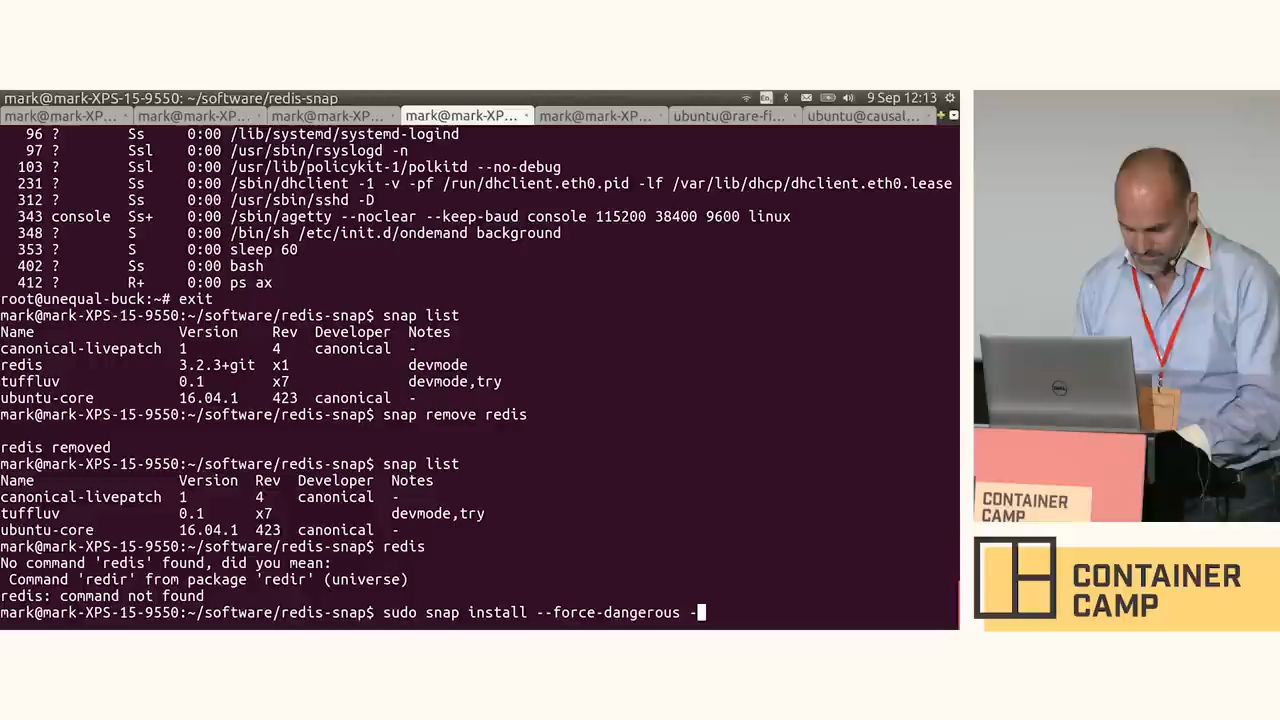 mark@mark-XPS-15-9550: ~/software/redis-snap
En
9 Sep 12:13
mark@mark-XP... mark@mark-XP... mark@mark-XP... mark@mark-XP... mark@mark-XP... ubuntu@rare-fi... ubuntu@causal...
96 ? Ss 0:00 /lib/systemd/systemd-logind
97 ? Ssl 0:00 /usr/sbin/rsyslogd -n
103 ? Ssl 0:00 /usr/lib/policykit-1/polkitd --no-debug
231 ? Ss 0:00 /sbin/dhclient -1 -v -pf /run/dhclient.eth0.pid -lf /var/lib/dhcp/dhclient.eth0.lease
312 ? Ss 0:00 /usr/sbin/sshd -D
343 console Ss+ 0:00 /sbin/agetty --noclear --keep-baud console 115200 38400 9600 linux
348 ? S 0:00 /bin/sh /etc/init.d/ondemand background
353 ? S 0:00 sleep 60
402 ? Ss 0:00 bash
412 ? R+ 0:00 ps ax
root@unequal-buck:~# exit
mark@mark-XPS-15-9550:~/software/redis-snap$ snap list
Name Version Rev Developer Notes
canonical-livepatch 1 4 canonical -
redis 3.2.3+git x1 devmode
tuffluv 0.1 x7 devmode,try
ubuntu-core 16.04.1 423 canonical -
mark@mark-XPS-15-9550:~/software/redis-snap$ snap remove redis
redis removed
mark@mark-XPS-15-9550:~/software/redis-snap$ snap list
Name Version Rev Developer Notes
canonical-livepatch 1 4 canonical -
tuffluv 0.1 x7 devmode,try
ubuntu-core 16.04.1 423 canonical -
mark@mark-XPS-15-9550:~/software/redis-snap$ redis
No command 'redis' found, did you mean:
Command 'redir' from package 'redir' (universe)
redis: command not found
mark@mark-XPS-15-9550:~/software/redis-snap$ sudo snap install --force-dangerous -
DELL
CONTAINER
CAMP
CONTAINER
CAMP